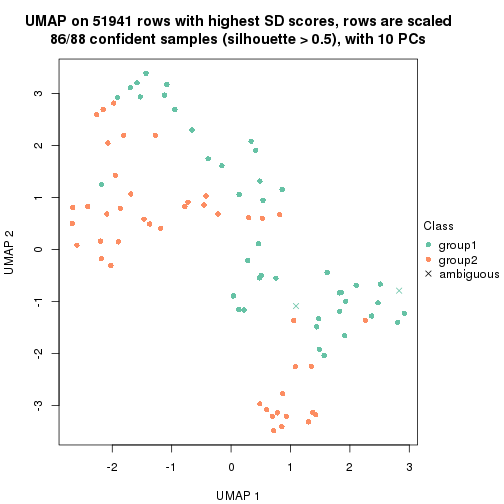 UMAP on 51941 rows with highest SD scores, rows are scaled
86/88 confident samples (silhouette > 0.5), with 10 PCs
3
2
1
0
-1
-2
-3
UMAP 2
-2
-1
0
1
2
3
UMAP 1
Class
group1
group2
ambiguous